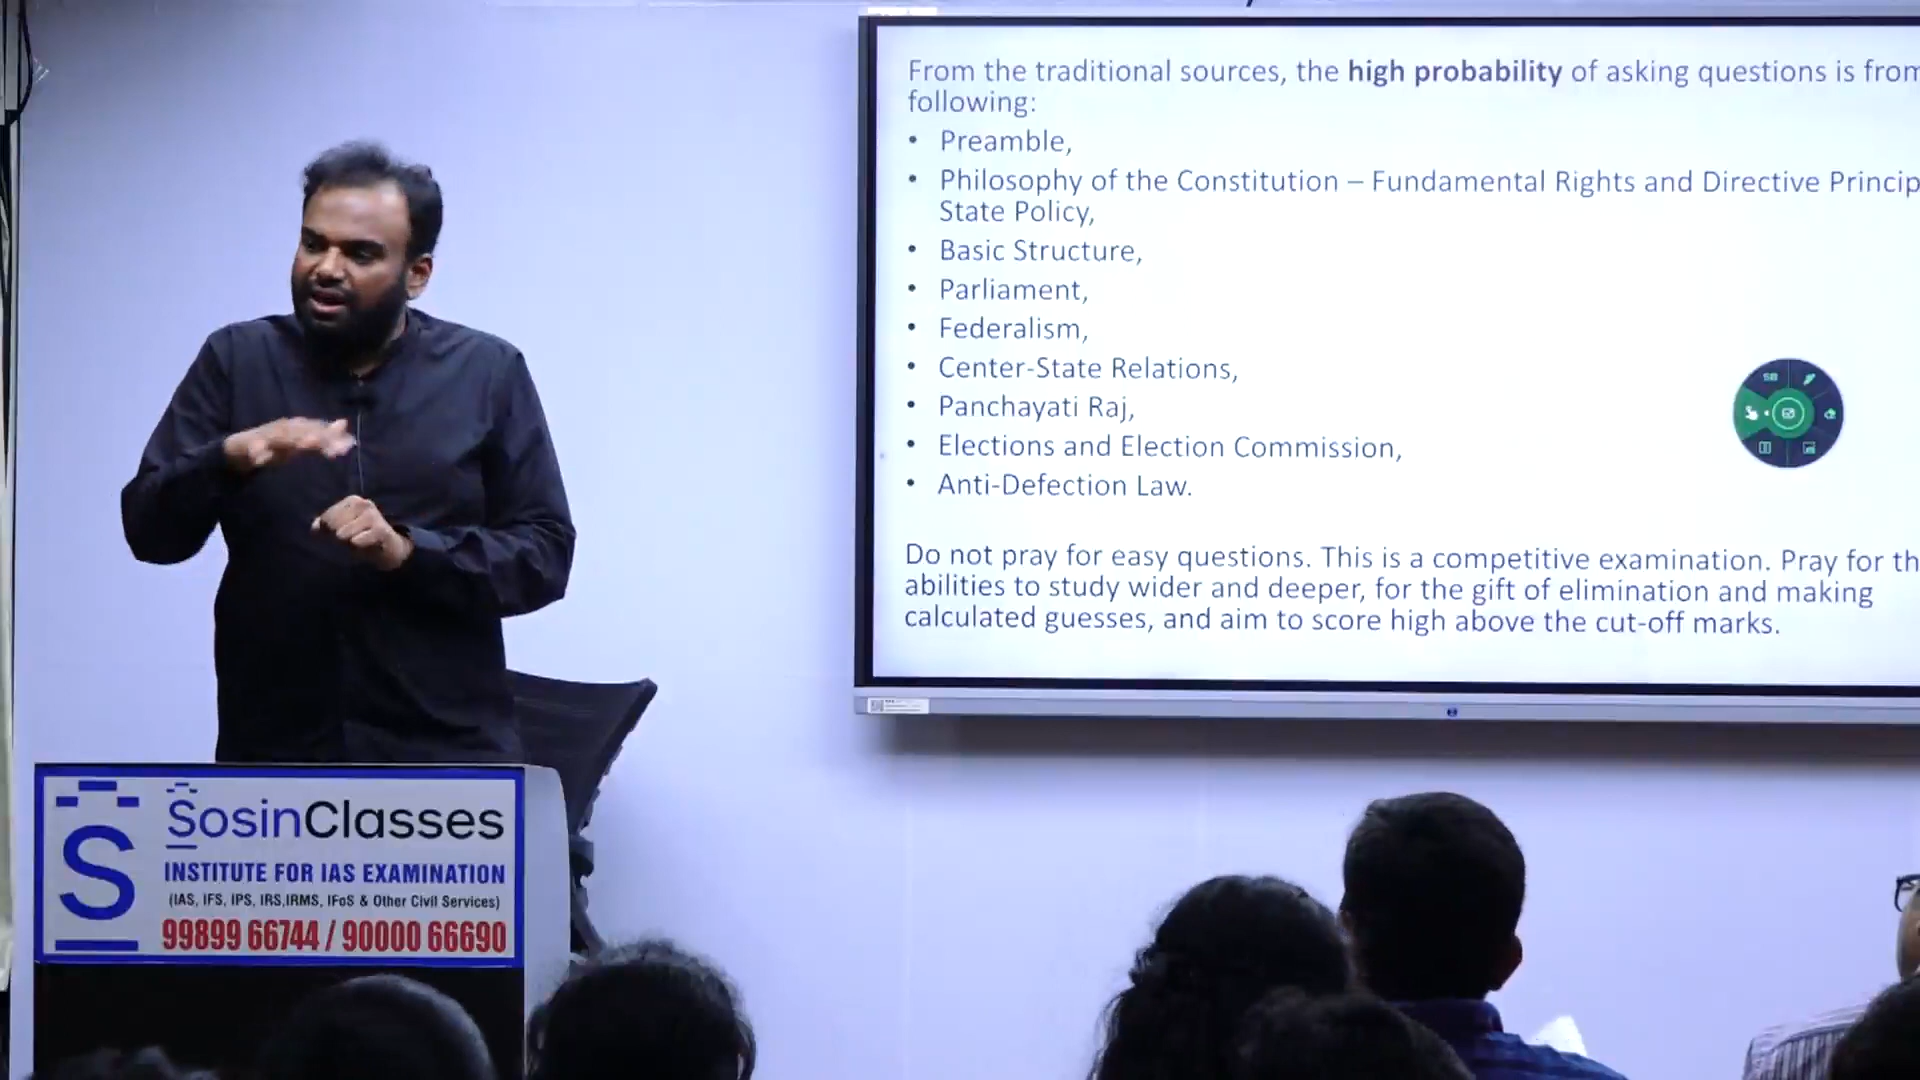 From the traditional sources, the high probability of asking questions is from
following:
• Preamble,
• Philosophy of the Constitution – Fundamental Rights and Directive Princip
State Policy,
• Basic Structure,
• Parliament,
• Federalism,
• Center-State Relations,
• Panchayati Raj,
• Elections and Election Commission,
• Anti-Defection Law.
Do not pray for easy questions. This is a competitive examination. Pray for th
abilities to study wider and deeper, for the gift of elimination and making
calculated guesses, and aim to score high above the cut-off marks.
S
SosinClasses
INSTITUTE FOR IAS EXAMINATION
(IAS, IFS, IPS, IRS,IRMS, IFoS & Other Civil Services)
99899 66744 / 90000 66690